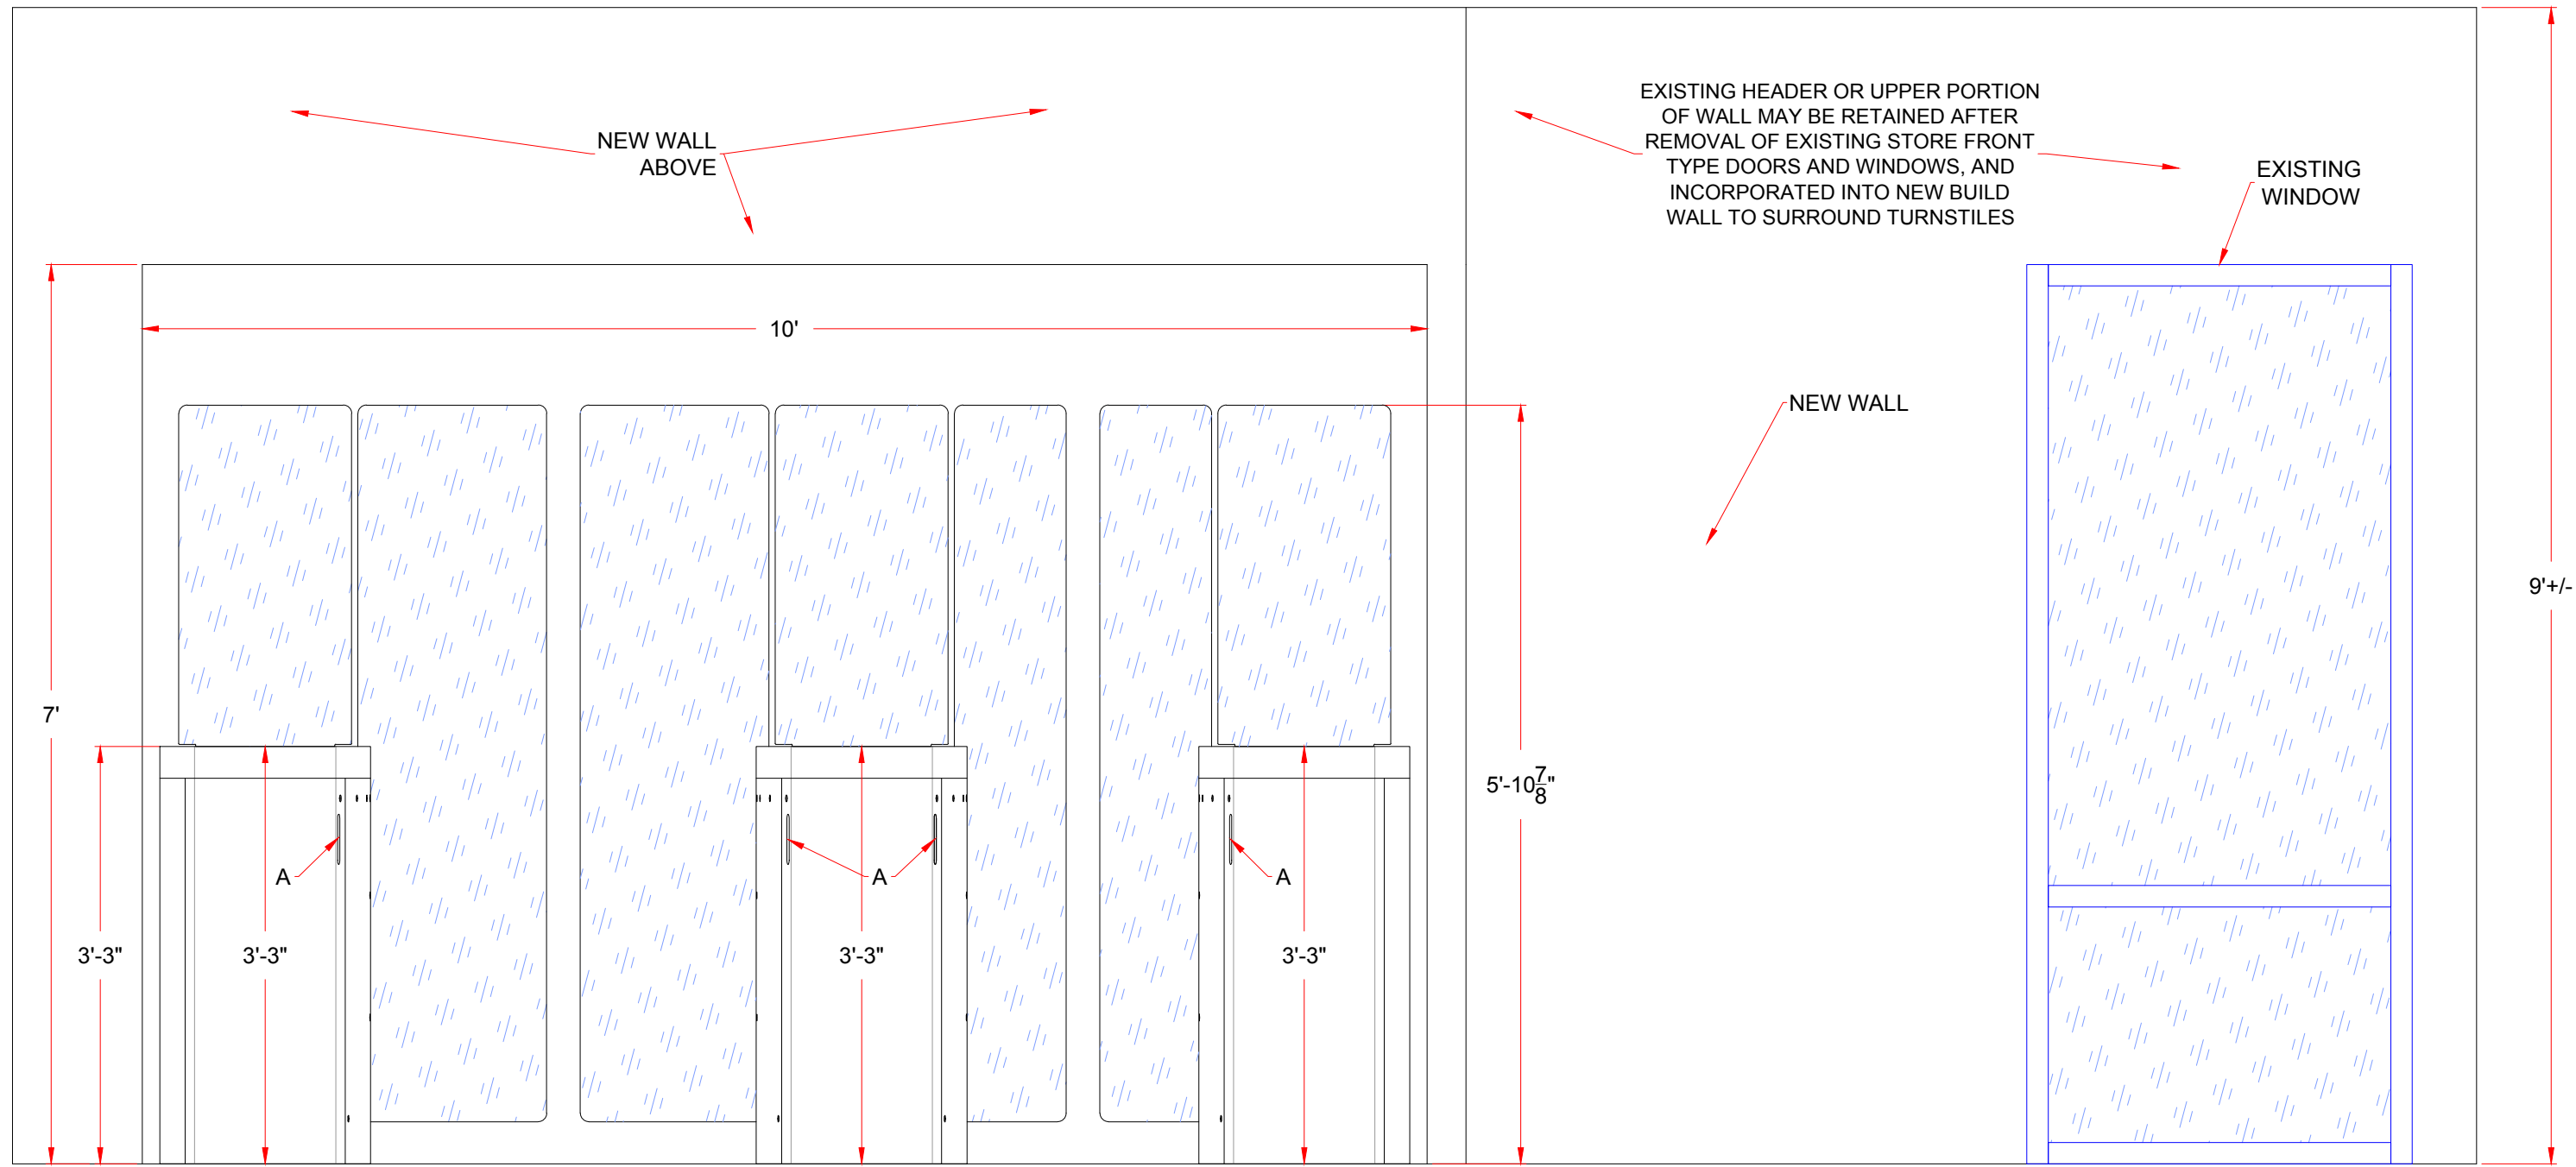 EXISTING HEADER OR UPPER PORTION
OF WALL MAY BE RETAINED AFTER
REMOVAL OF EXISTING STORE FRONT
TYPE DOORS AND WINDOWS, AND
INCORPORATED INTO NEW BUILD
WALL TO SURROUND TURNSTILES
NEW WALL
ABOVE
EXISTING
WINDOW
10'
NEW WALL
9'+/-
7'
5'-10 7/8"
A
A
A
3'-3"
3'-3"
3'-3"
3'-3"